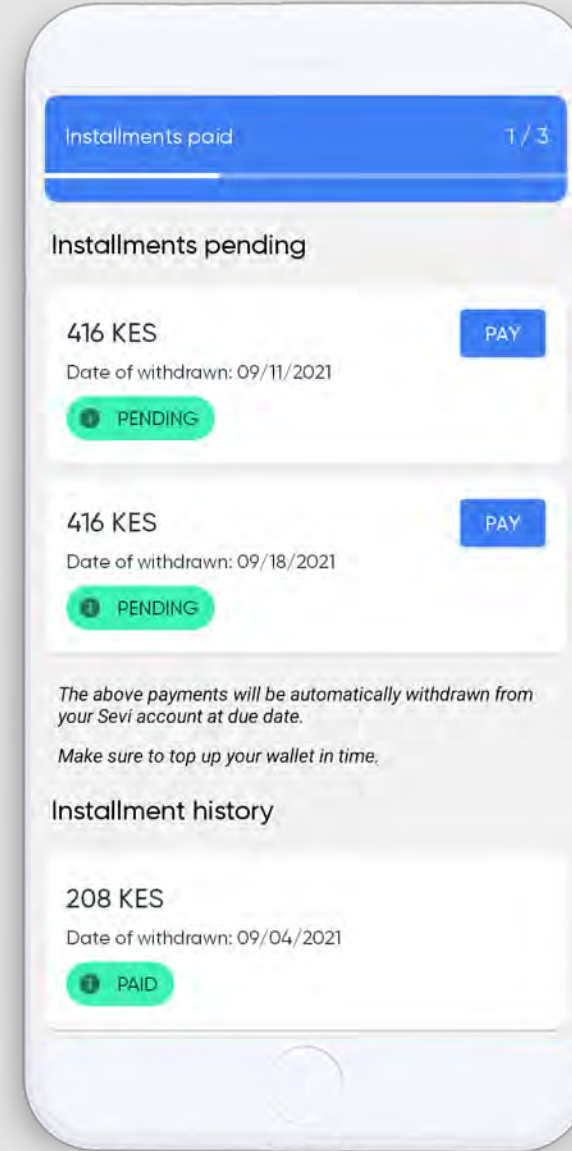 Installments paid 1 / 3
Installments pending
416 KES PAY
Date of withdrawn: 09/11/2021
PENDING
416 KES PAY
Date of withdrawn: 09/18/2021
PENDING
The above payments will be automatically withdrawn from
your Sevi account at due date.
Make sure to top up your wallet in time.
Installment history
208 KES
Date of withdrawn: 09/04/2021
PAID